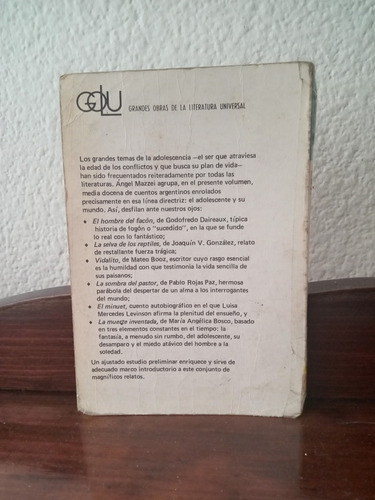 GOLU
GRANDES OBRAS DE LA LITERATURA UNIVERSAL
Los grandes temas de la adolescencia —el ser que atraviesa
la edad de los conflictos y que busca su plan de vida—
han sido frecuentados reiteradamente por todas las
literaturas. Ángel Mazzei agrupa, en el presente volumen,
media docena de cuentos argentinos enrolados
precisamente en esa línea directriz: el adolescente y su
mundo. Así, desfilan ante nuestros ojos:
• El hombre del facón, de Godofredo Daireaux, típica
historia de fogón o "sucedido", en la que se funde
lo real con lo fantástico;
• La selva de los reptiles, de Joaquín V. González, relato
de restallante fuerza trágica;
• Vidalito, de Mateo Booz, escritor cuyo rasgo esencial
es la humildad con que testimonia la vida sencilla de
sus paisanos;
• La sombra del pastor, de Pablo Rojas Paz, hermosa
parábola del despertar de un alma a los interrogantes
del mundo;
• El minuet, cuento autobiográfico en el que Luisa
Mercedes Levinson afirma la plenitud del ensueño, y
• La muerte inventada, de María Angélica Bosco, basado
en tres elementos constantes en el tiempo: la
fantasía, a menudo sin rumbo, del adolescente, su
desamparo y el miedo atávico del hombre a la
soledad.
Un ajustado estudio preliminar enriquece y sirve de
adecuado marco introductorio a este conjunto de
magníficos relatos.